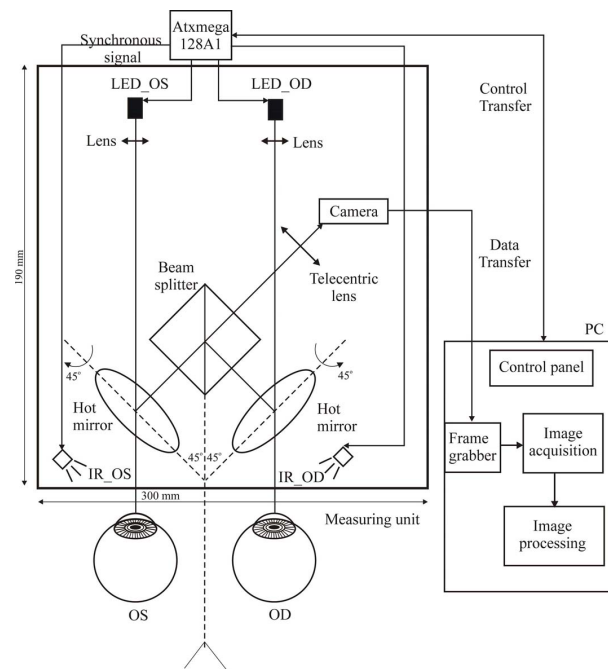 Atxmega
128A1
Synchronous
signal
LED_OS
LED_OD
Control
Transfer
Lens
Lens
Camera
190 mm
Beam
splitter
Telecentric
lens
Data
Transfer
PC
Control panel
45°
45°
Hot
mirror
Hot
mirror
Frame
grabber
Image
acquisition
45°
45°
IR_OS
IR_OD
300 mm
Measuring unit
Image
processing
OS
OD